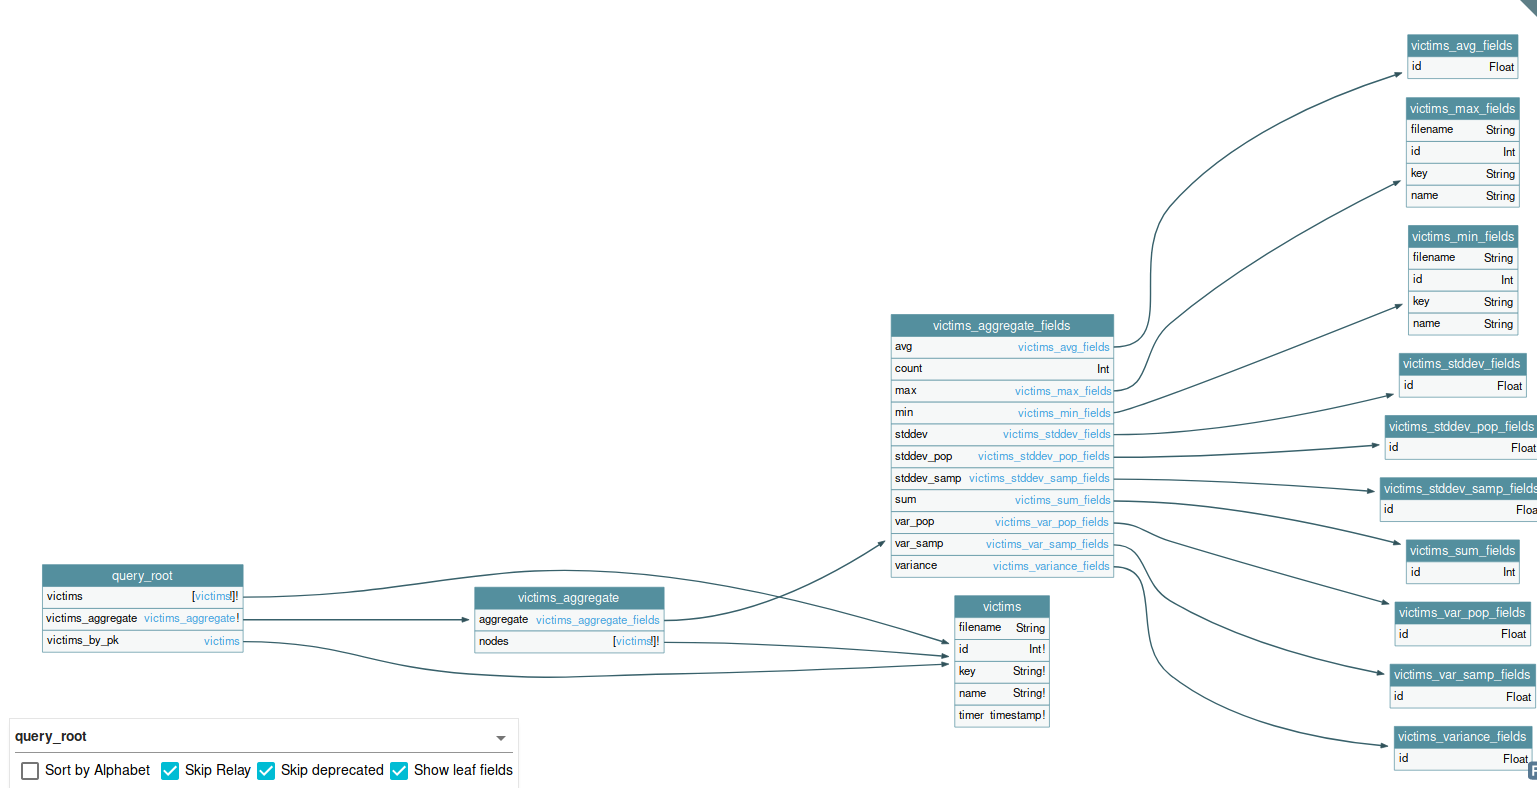 query_root
victims [victims!]!
victims_aggregate victims_aggregate!
victims_by_pk victims
victims_aggregate
aggregate victims_aggregate_fields
nodes [victims!]!
victims_aggregate_fields
avg victims_avg_fields
count Int
max victims_max_fields
min victims_min_fields
stddev victims_stddev_fields
stddev_pop victims_stddev_pop_fields
stddev_samp victims_stddev_samp_fields
sum victims_sum_fields
var_pop victims_var_pop_fields
var_samp victims_var_samp_fields
variance victims_variance_fields
victims
filename String
id Int!
key String!
name String!
timer timestamp!
victims_avg_fields
id Float
victims_max_fields
filename String
id Int
key String
name String
victims_min_fields
filename String
id Int
key String
name String
victims_stddev_fields
id Float
victims_stddev_pop_fields
id Float
victims_stddev_samp_fields
id Floa
victims_sum_fields
id Int
victims_var_pop_fields
id Float
victims_var_samp_fields
id Float
victims_variance_fields
id Float
query_root
Sort by Alphabet Skip Relay Skip deprecated Show leaf fields